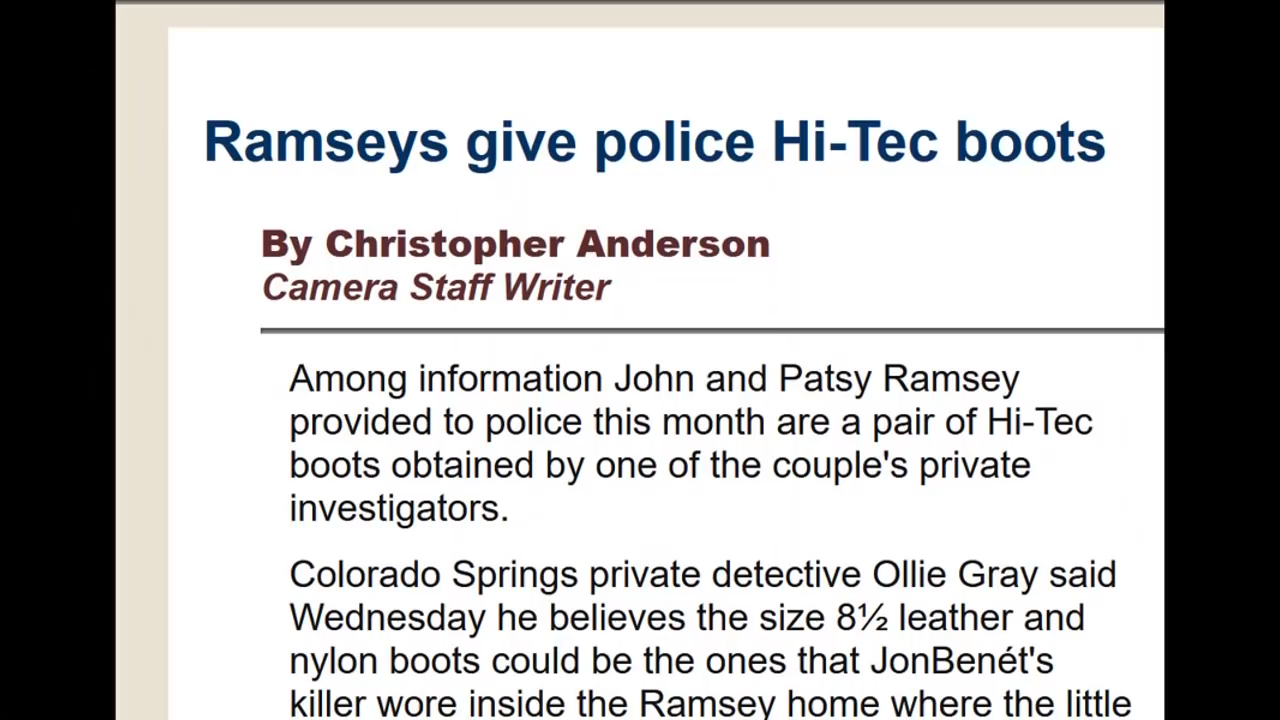 Ramseys give police Hi-Tec boots
By Christopher Anderson
Camera Staff Writer
Among information John and Patsy Ramsey
provided to police this month are a pair of Hi-Tec
boots obtained by one of the couple's private
investigators.
Colorado Springs private detective Ollie Gray said
Wednesday he believes the size 8½ leather and
nylon boots could be the ones that JonBenét's
killer wore inside the Ramsey home where the little